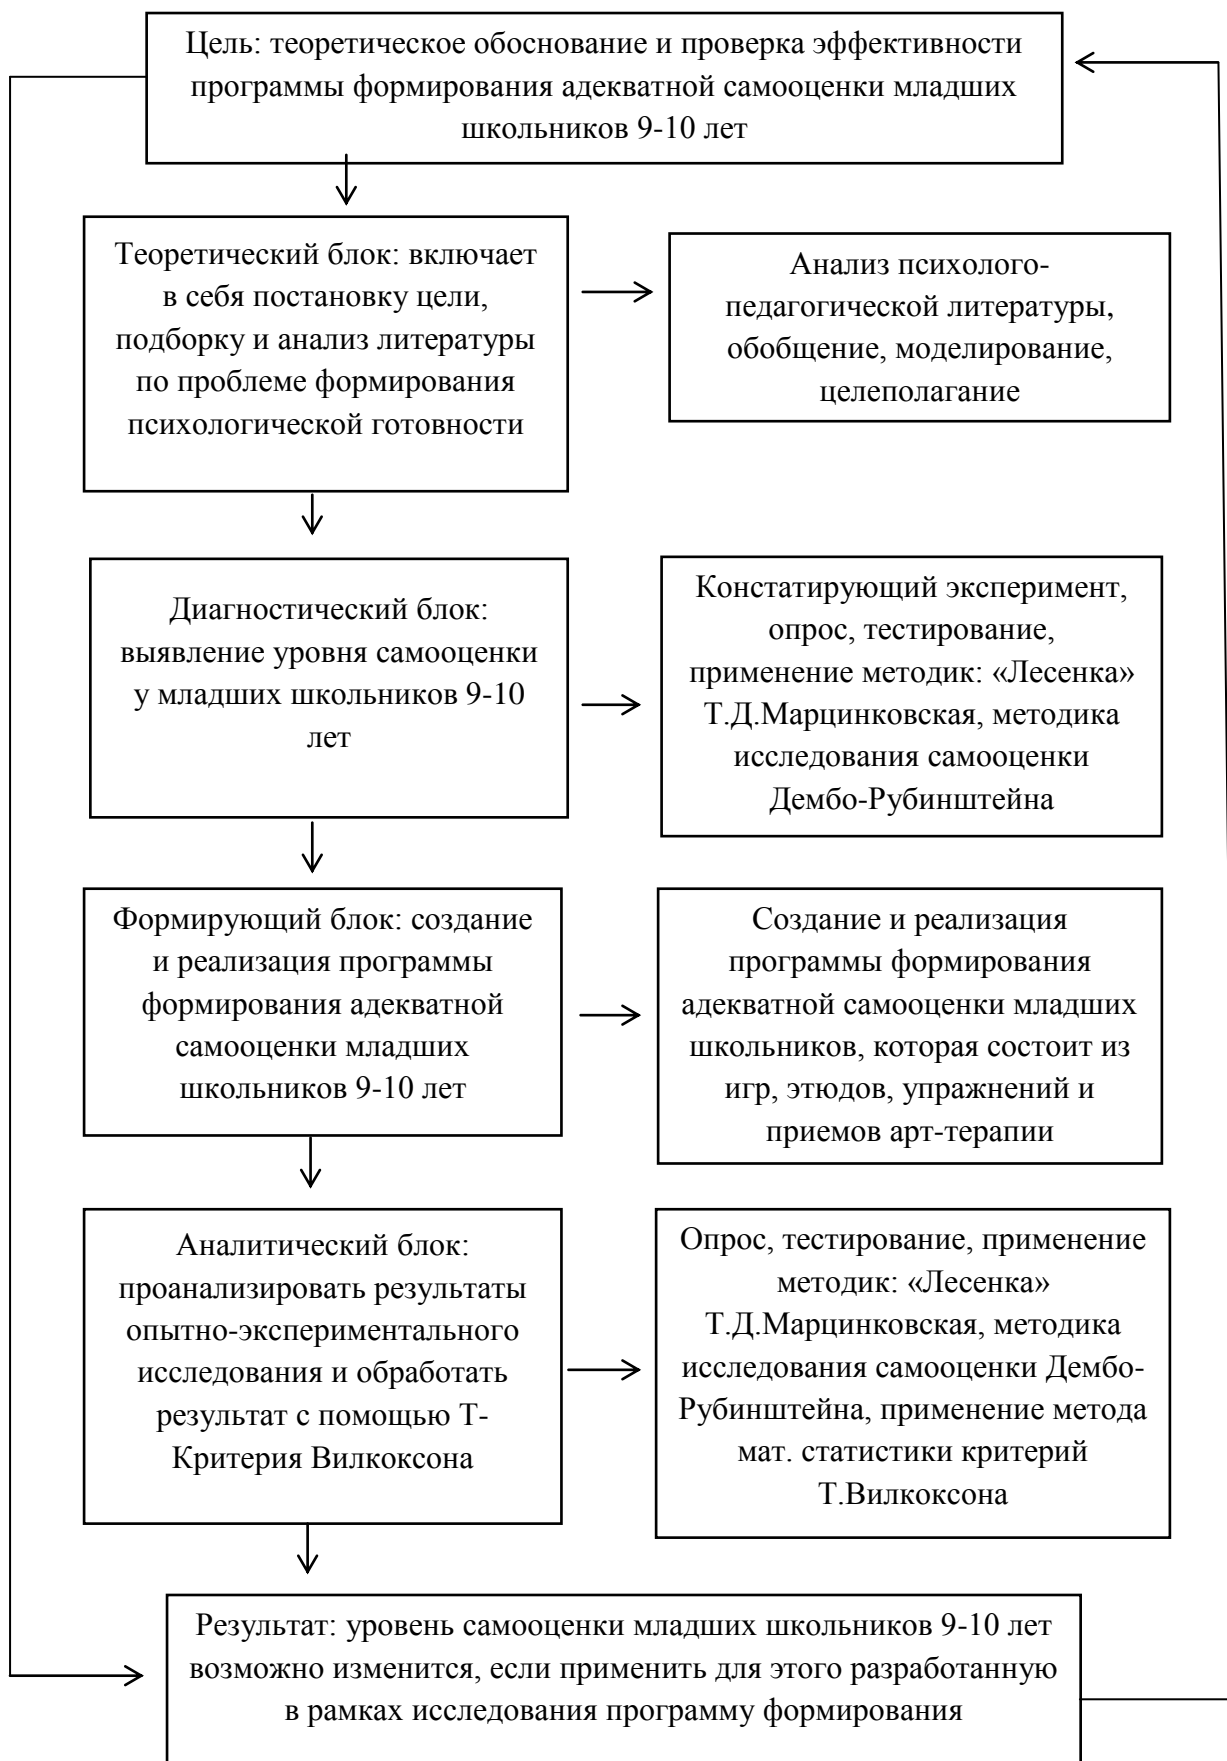 Цель: теоретическое обоснование и проверка эффективности
программы формирования адекватной самооценки младших
школьников 9-10 лет
Теоретический блок: включает
в себя постановку цели,
подборку и анализ литературы
по проблеме формирования
психологической готовности
Анализ психолого-
педагогической литературы,
обобщение, моделирование,
целеполагание
Диагностический блок:
выявление уровня самооценки
у младших школьников 9-10
лет
Констатирующий эксперимент,
опрос, тестирование,
применение методик: «Лесенка»
Т.Д.Марцинковская, методика
исследования самооценки
Дембо-Рубинштейна
Формирующий блок: создание
и реализация программы
формирования адекватной
самооценки младших
школьников 9-10 лет
Создание и реализация
программы формирования
адекватной самооценки младших
школьников, которая состоит из
игр, этюдов, упражнений и
приемов арт-терапии
Аналитический блок:
проанализировать результаты
опытно-экспериментального
исследования и обработать
результат с помощью Т-
Критерия Вилкоксона
Опрос, тестирование, применение
методик: «Лесенка»
Т.Д.Марцинковская, методика
исследования самооценки Дембо-
Рубинштейна, применение метода
мат. статистики критерий
Т.Вилкоксона
Результат: уровень самооценки младших школьников 9-10 лет
возможно изменится, если применить для этого разработанную
в рамках исследования программу формирования